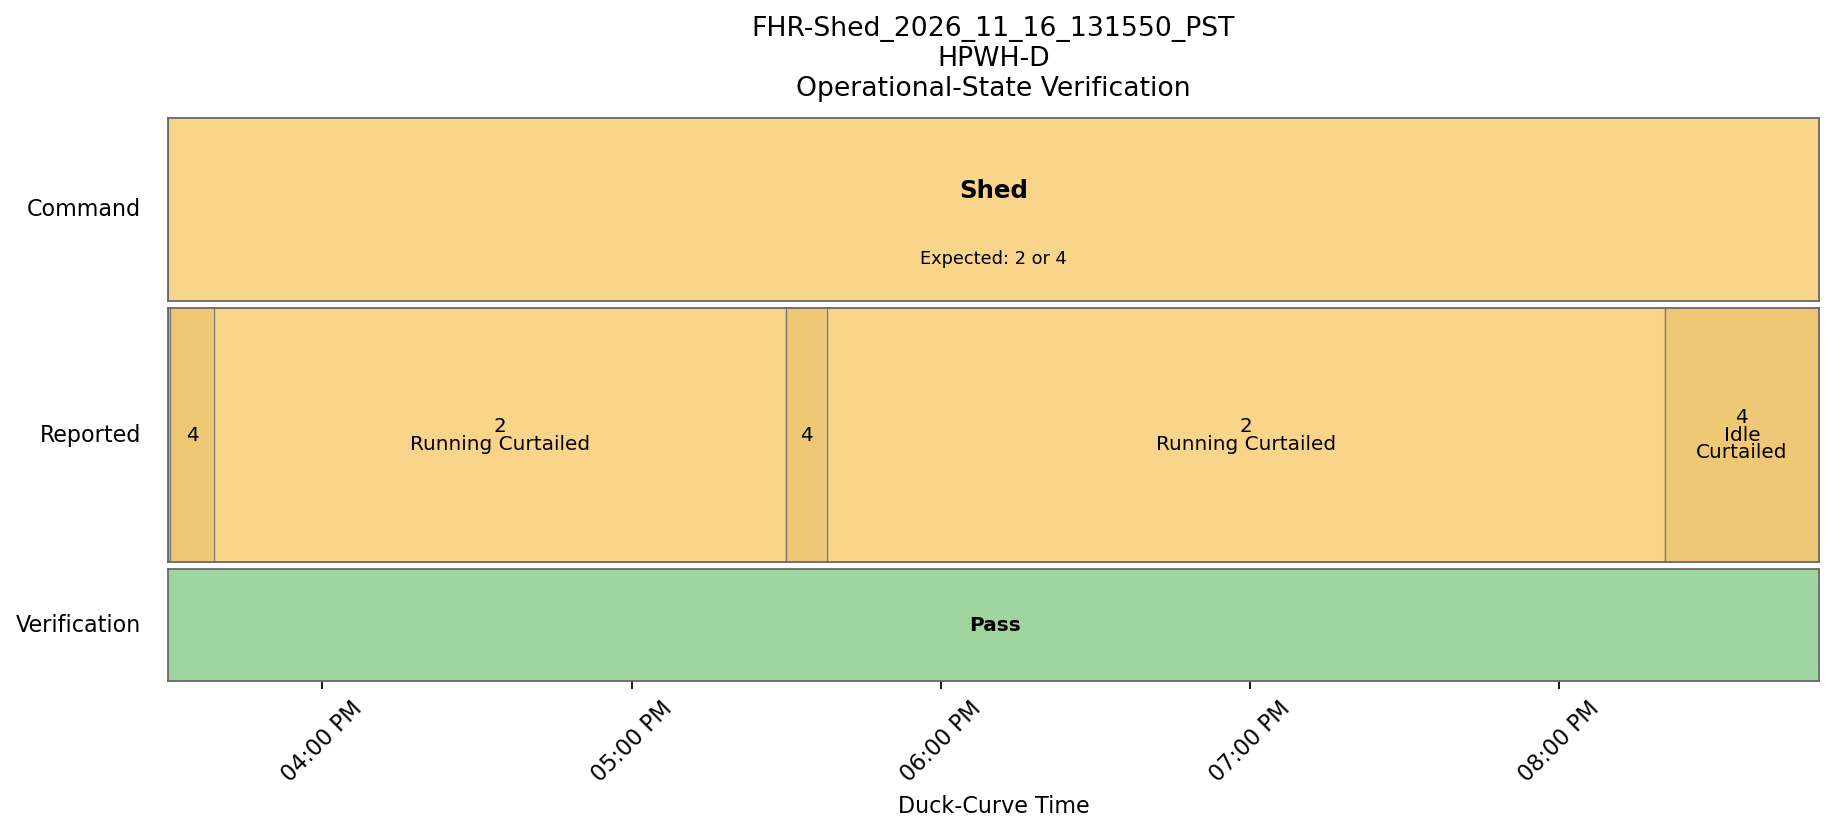 FHR-Shed_2026_11_16_131550_PST
HPWH-D
Operational-State Verification
Command
Shed
Expected: 2 or 4
Reported
4
2
Running Curtailed
4
2
Running Curtailed
4
Idle
Curtailed
Verification
Pass
04:00 PM
05:00 PM
06:00 PM
07:00 PM
08:00 PM
Duck-Curve Time